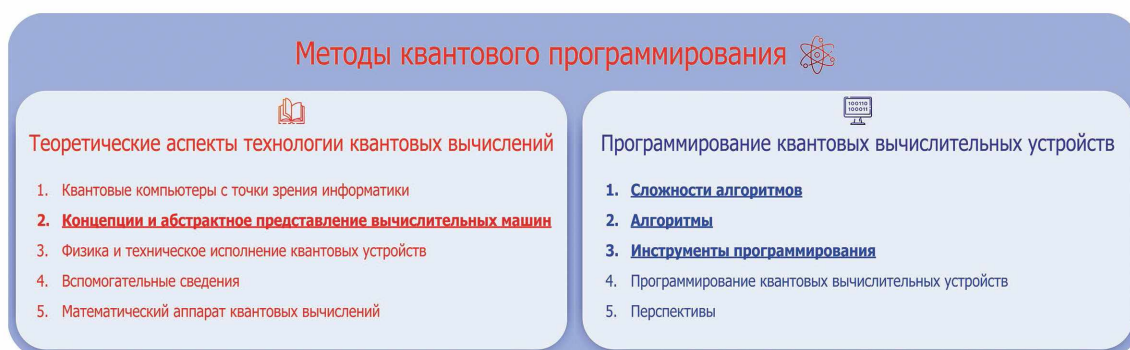 Методы квантового программирования
Теоретические аспекты технологии квантовых вычислений
1. Квантовые компьютеры с точки зрения информатики
2. Концепции и абстрактное представление вычислительных машин
3. Физика и техническое исполнение квантовых устройств
4. Вспомогательные сведения
5. Математический аппарат квантовых вычислений
100110
100011
Программирование квантовых вычислительных устройств
1. Сложности алгоритмов
2. Алгоритмы
3. Инструменты программирования
4. Программирование квантовых вычислительных устройств
5. Перспективы